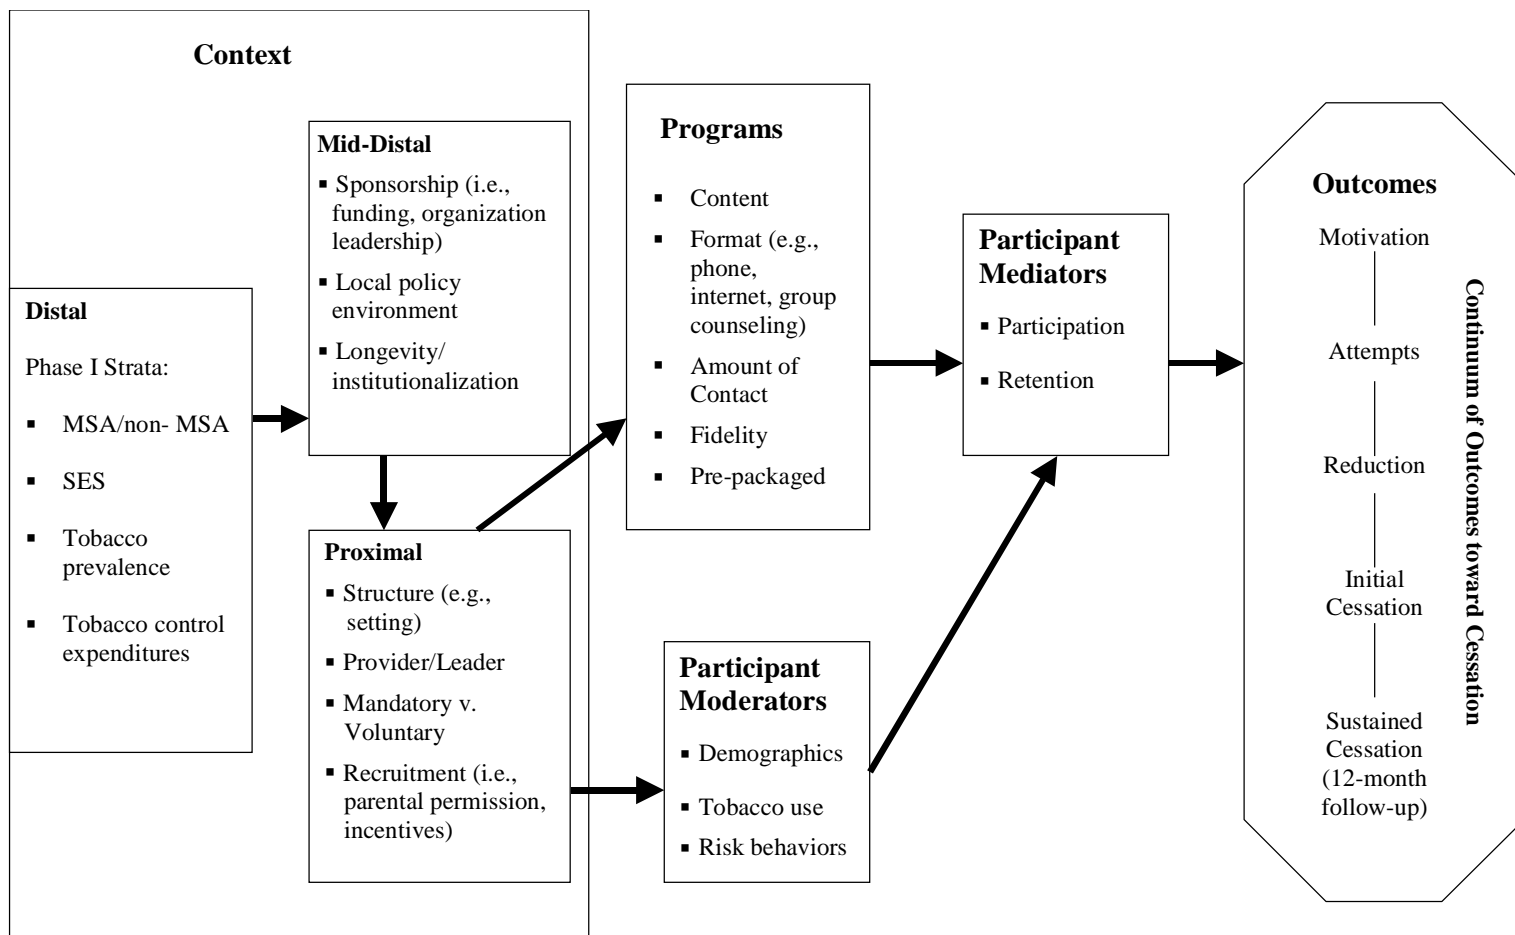 Context
Distal
Phase I Strata:
▪ MSA/non- MSA
▪ SES
▪ Tobacco
prevalence
▪ Tobacco control
expenditures
Mid-Distal
▪ Sponsorship (i.e.,
funding, organization
leadership)
▪ Local policy
environment
▪ Longevity/
institutionalization
Proximal
▪ Structure (e.g.,
setting)
▪ Provider/Leader
▪ Mandatory v.
Voluntary
▪ Recruitment (i.e.,
parental permission,
incentives)
Programs
▪ Content
▪ Format (e.g.,
phone,
internet, group
counseling)
▪ Amount of
Contact
▪ Fidelity
▪ Pre-packaged
Participant
Moderators
▪ Demographics
▪ Tobacco use
▪ Risk behaviors
Participant
Mediators
▪ Participation
▪ Retention
Outcomes
Motivation
Attempts
Reduction
Initial
Cessation
Sustained
Cessation
(12-month
follow-up)
Continuum of Outcomes toward Cessation